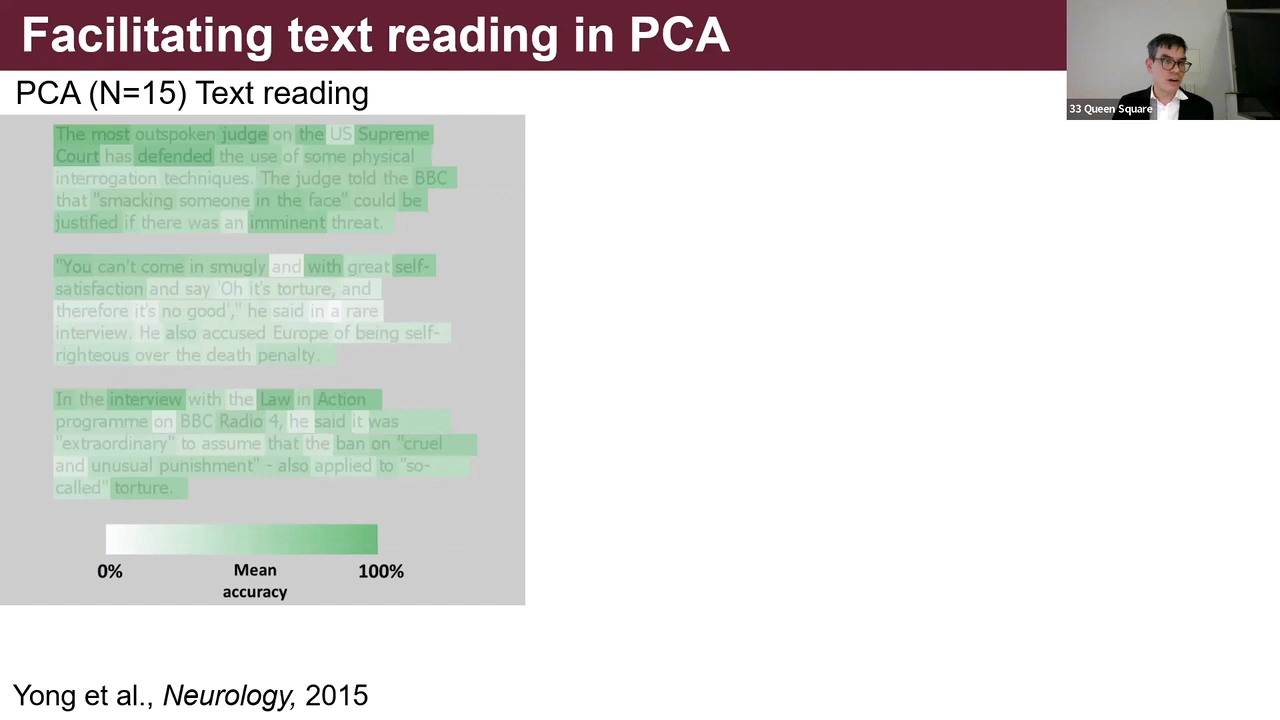 Facilitating text reading in PCA
33 Queen Square
PCA (N=15) Text reading
The most outspoken judge on the US Supreme
Court has defended the use of some physical
interrogation techniques. The judge told the BBC
that "smacking someone in the face" could be
justified if there was an imminent threat.
"You can't come in smugly and with great self-
satisfaction and say 'Oh it's torture, and
therefore it's no good'," he said in a rare
interview. He also accused Europe of being self-
righteous over the death penalty.
In the interview with the Law in Action
programme on BBC Radio 4, he said it was
"extraordinary" to assume that the ban on "cruel
and unusual punishment" - also applied to "so-
called" torture.
0% Mean 100%
accuracy
Yong et al., Neurology, 2015